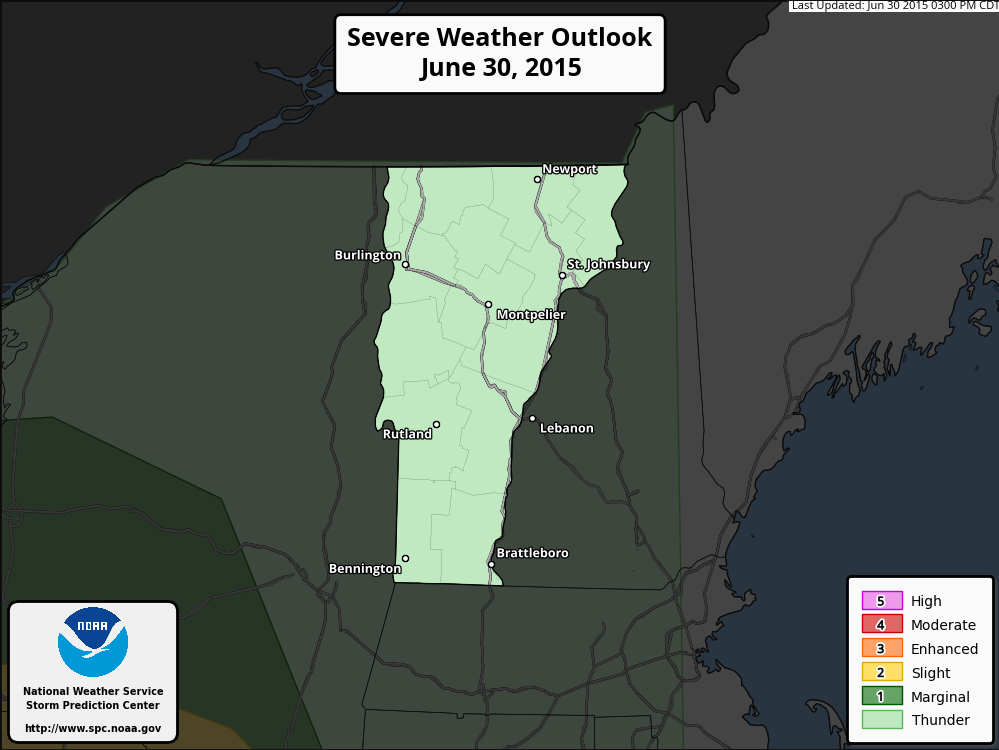 Last Updated: Jun 30 2015 0300 PM CDT
Severe Weather Outlook
June 30, 2015
Newport
Burlington
St. Johnsbury
Montpelier
Rutland
Lebanon
Brattleboro
Bennington
5 High
4 Moderate
3 Enhanced
2 Slight
1 Marginal
Thunder
NOAA
National Weather Service
Storm Prediction Center
http://www.spc.noaa.gov